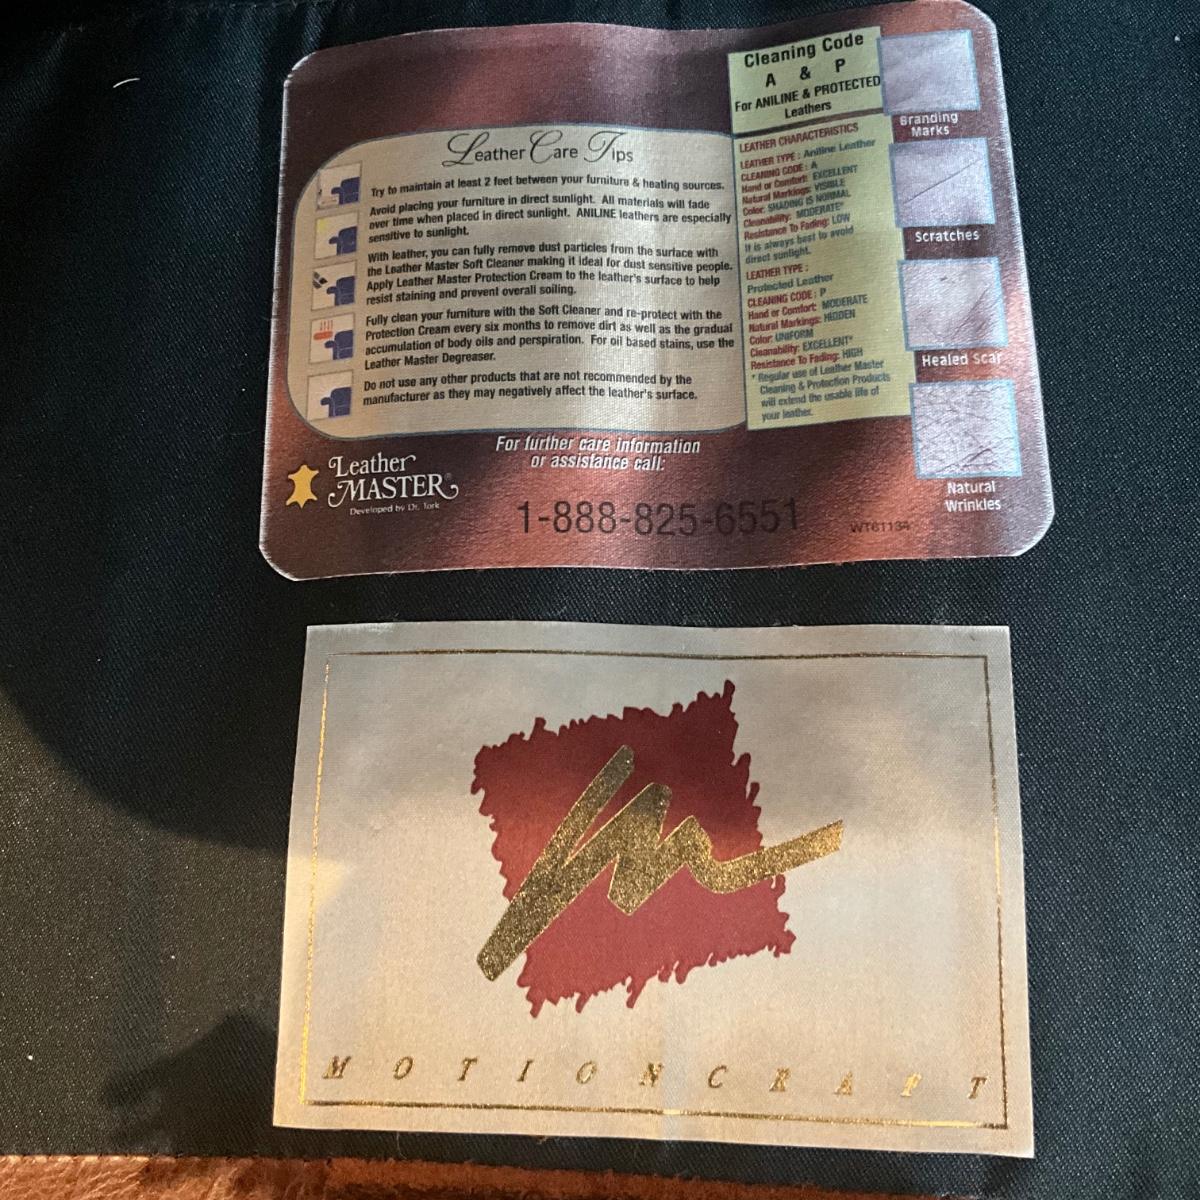 Cleaning Code
A & P
For ANILINE & PROTECTED
Leathers
Leather Care Tips
Try to maintain at least 2 feet between your furniture & heating sources.
Avoid placing your furniture in direct sunlight. All materials will fade
over time when placed in direct sunlight. ANILINE leathers are especially
sensitive to sunlight.
With leather, you can fully remove dust particles from the surface with
the Leather Master Soft Cleaner making it ideal for dust sensitive people.
Apply Leather Master Protection Cream to the leather's surface to help
resist staining and prevent overall soiling.
Fully clean your furniture with the Soft Cleaner and re-protect with the
Protection Cream every six months to remove dirt as well as the gradual
accumulation of body oils and perspiration. For oil based stains, use the
Leather Master Degreaser.
Do not use any other products that are not recommended by the
manufacturer as they may negatively affect the leather's surface.
LEATHER CHARACTERISTICS
LEATHER TYPE : Aniline Leather
CLEANING CODE : A
Hand or Comfort: EXCELLENT
Natural Markings: VISIBLE
Color: SHADING IS NORMAL
Cleanability: MODERATE*
Resistance To Fading: LOW
It is always best to avoid
direct sunlight.
LEATHER TYPE :
Protected Leather
CLEANING CODE : P
Hand or Comfort: MODERATE
Natural Markings: HIDDEN
Color: UNIFORM
Cleanability: EXCELLENT*
Resistance To Fading: HIGH
* Regular use of Leather Master
Cleaning & Protection Products
will extend the usable life of
your leather.
Branding
Marks
Scratches
Healed Scar
Natural
Wrinkles
For further care information
or assistance call:
Leather
MASTER®
Developed by Dr. Tork
1-888-825-6551
WT61134
MOTIONCRAFT